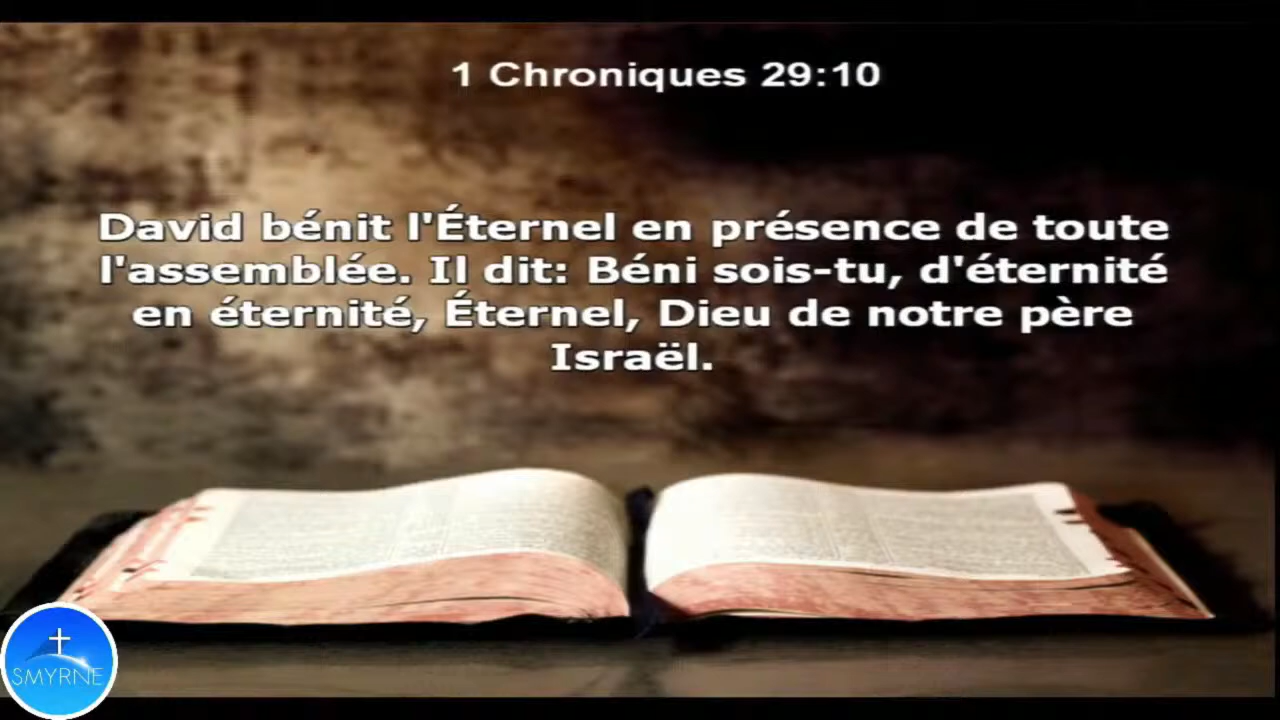 1 Chroniques 29:10
David bénit l'Éternel en présence de toute
l'assemblée. Il dit: Béni sois-tu, d'éternité
en éternité, Éternel, Dieu de notre père
Israël.
SMYRNE